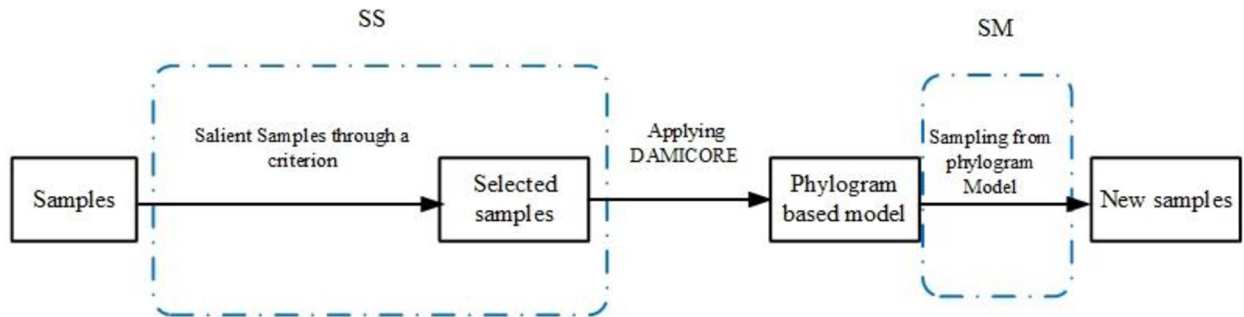 SS
SM
Salient Samples through a
criterion
Applying
DAMICORE
Sampling from
phylogram
Model
Samples
Selected
samples
Phylogram
based model
New samples